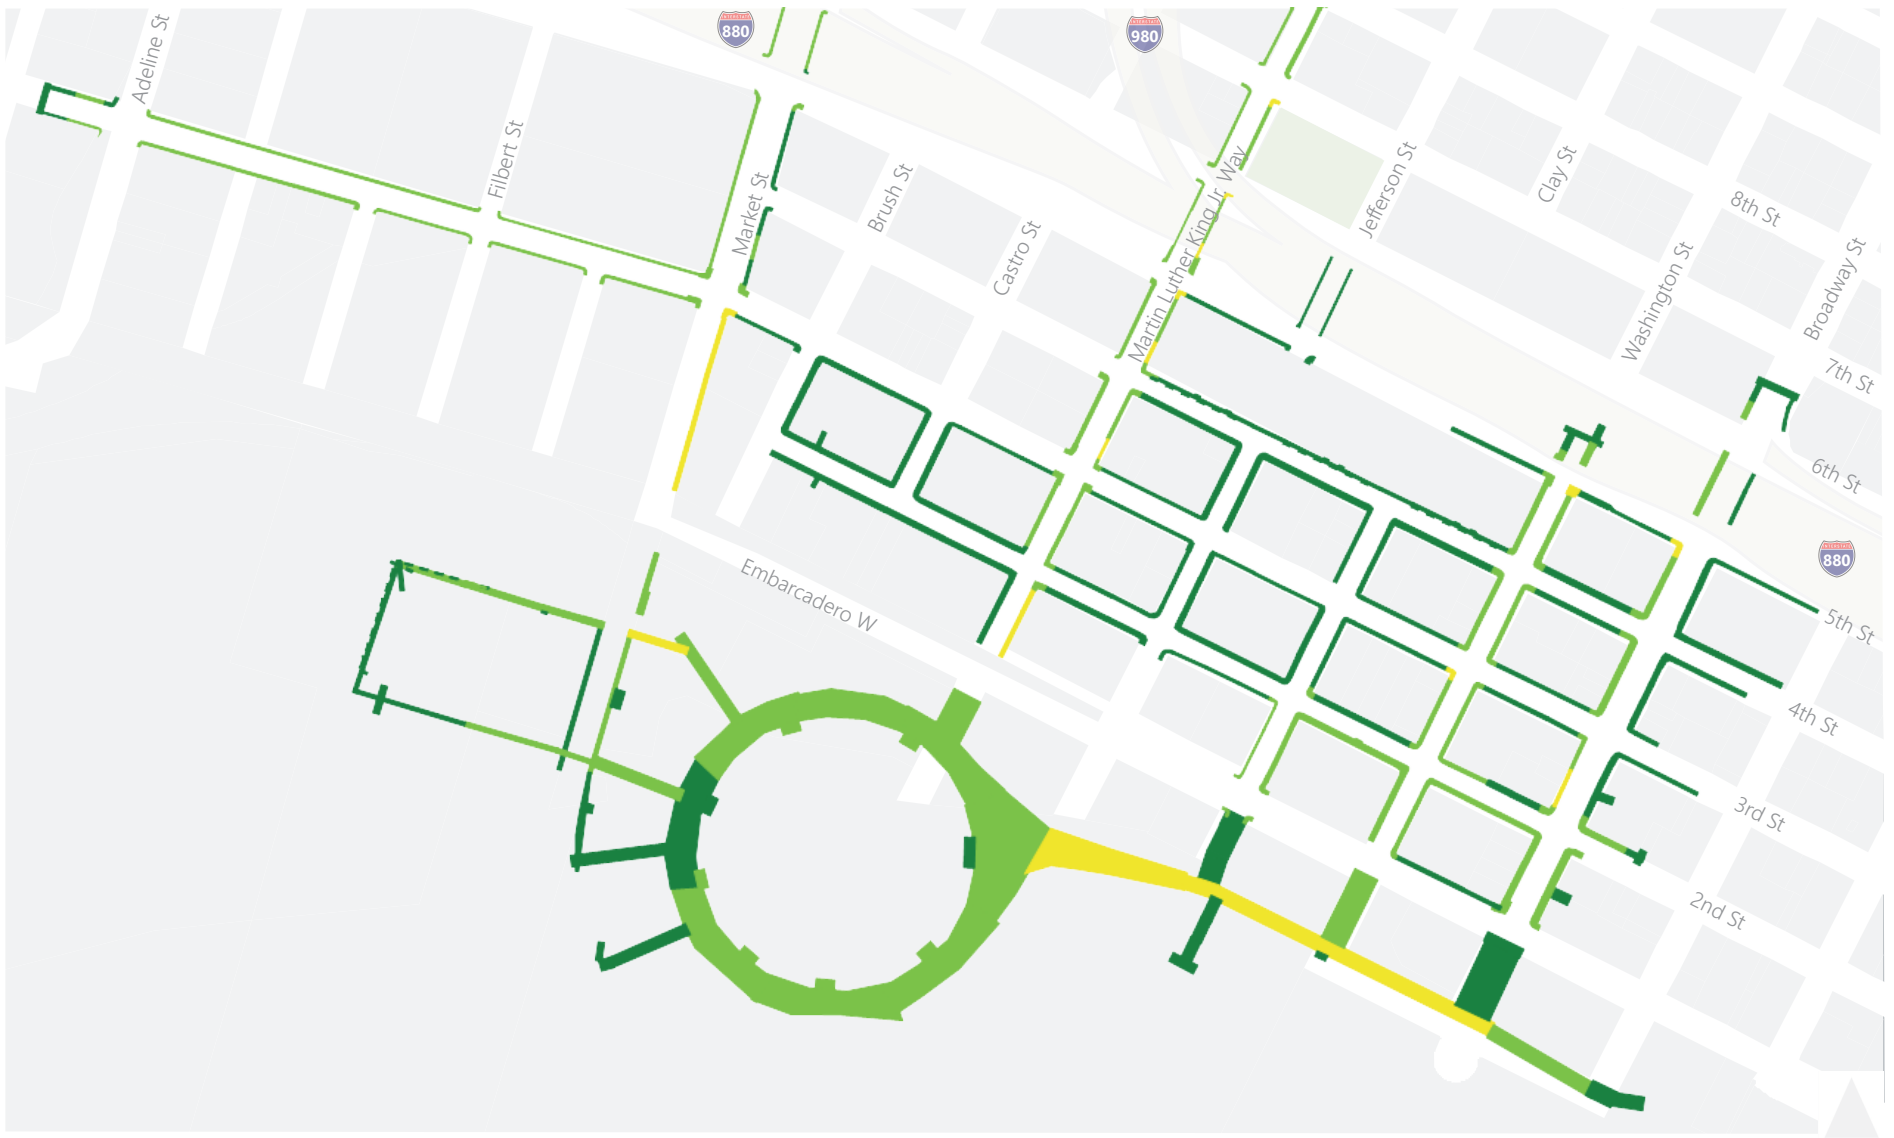 880
980
Adeline St
Filbert St
Market St
Brush St
Castro St
Martin Luther King Jr. Way
Jefferson St
Clay St
8th St
Washington St
Broadway St
7th St
6th St
880
5th St
Embarcadero W
4th St
3rd St
2nd St